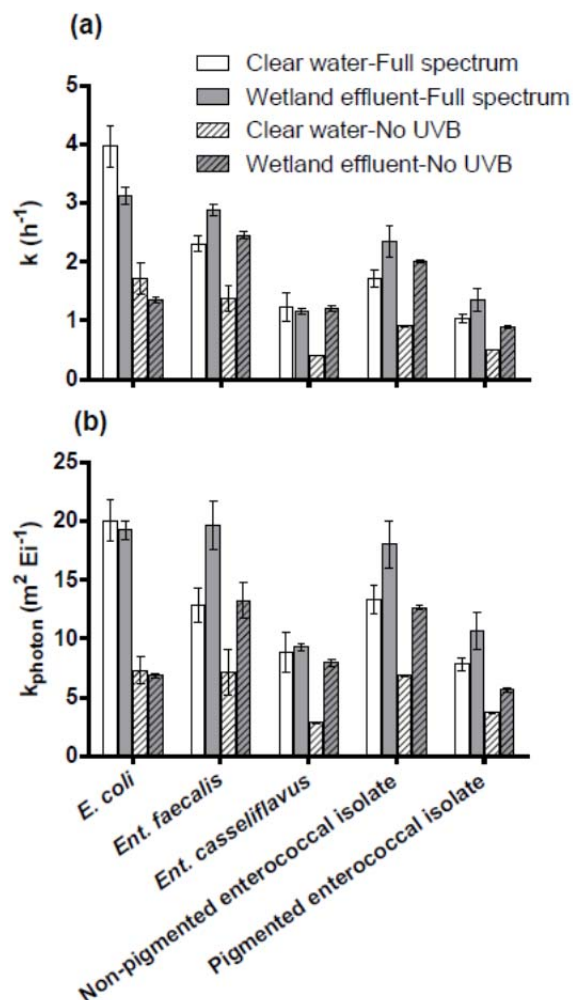 (a)
Clear water-Full spectrum
Wetland effluent-Full spectrum
Clear water-No UVB
Wetland effluent-No UVB
k (h⁻¹)
5
4
3
2
1
0
(b)
k_photon (m² Ei⁻¹)
25
20
15
10
5
0
E. coli
Ent. faecalis
Ent. casseliflavus
Non-pigmented enterococcal isolate
Pigmented enterococcal isolate